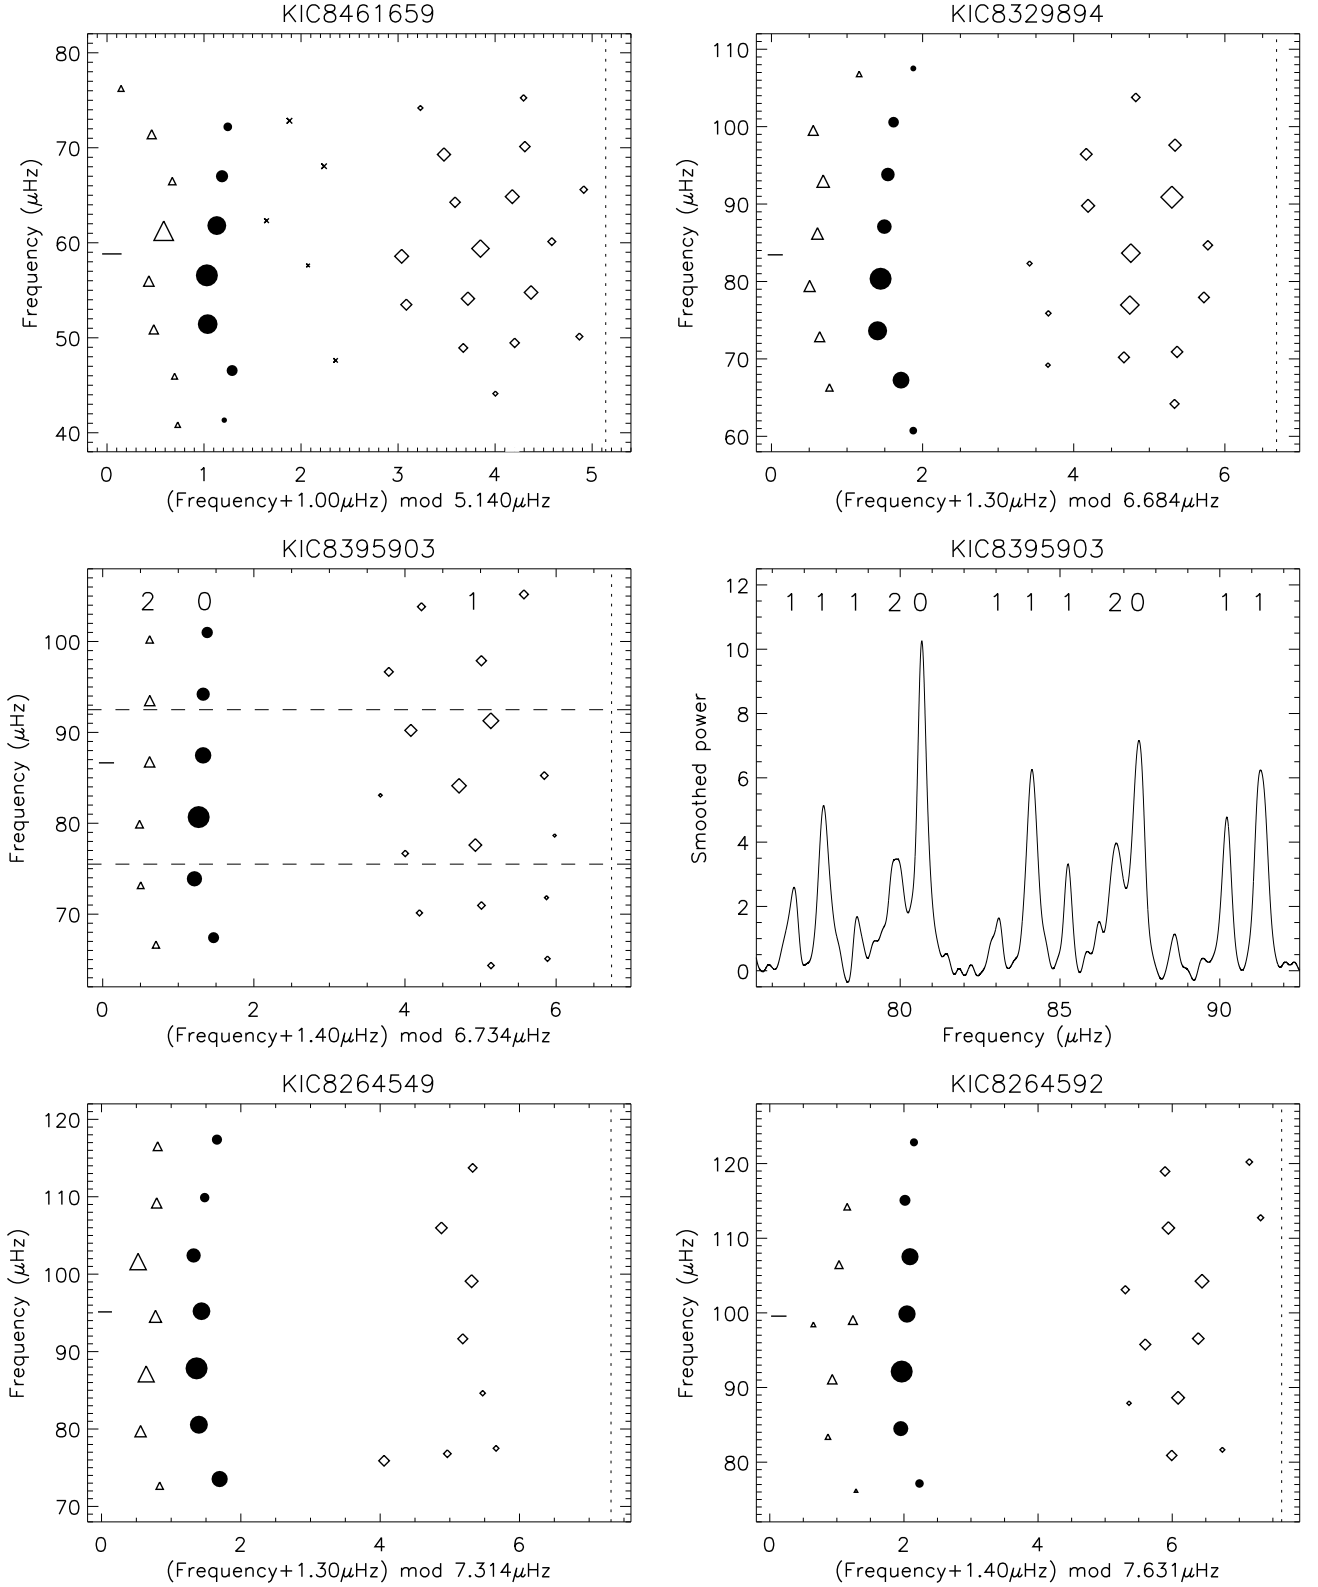 KIC8461659
80
70
60
50
40
Frequency (μHz)
0 1 2 3 4 5
(Frequency+1.00μHz) mod 5.140μHz
KIC8329894
110
100
90
80
70
60
Frequency (μHz)
0 2 4 6
(Frequency+1.30μHz) mod 6.684μHz
KIC8395903
2 0 1
100
90
80
70
Frequency (μHz)
0 2 4 6
(Frequency+1.40μHz) mod 6.734μHz
KIC8395903
1 1 1 2 0 1 1 1 2 0 1 1
12
10
8
6
4
2
0
Smoothed power
80 85 90
Frequency (μHz)
KIC8264549
120
110
100
90
80
70
Frequency (μHz)
0 2 4 6
(Frequency+1.30μHz) mod 7.314μHz
KIC8264592
120
110
100
90
80
Frequency (μHz)
0 2 4 6
(Frequency+1.40μHz) mod 7.631μHz